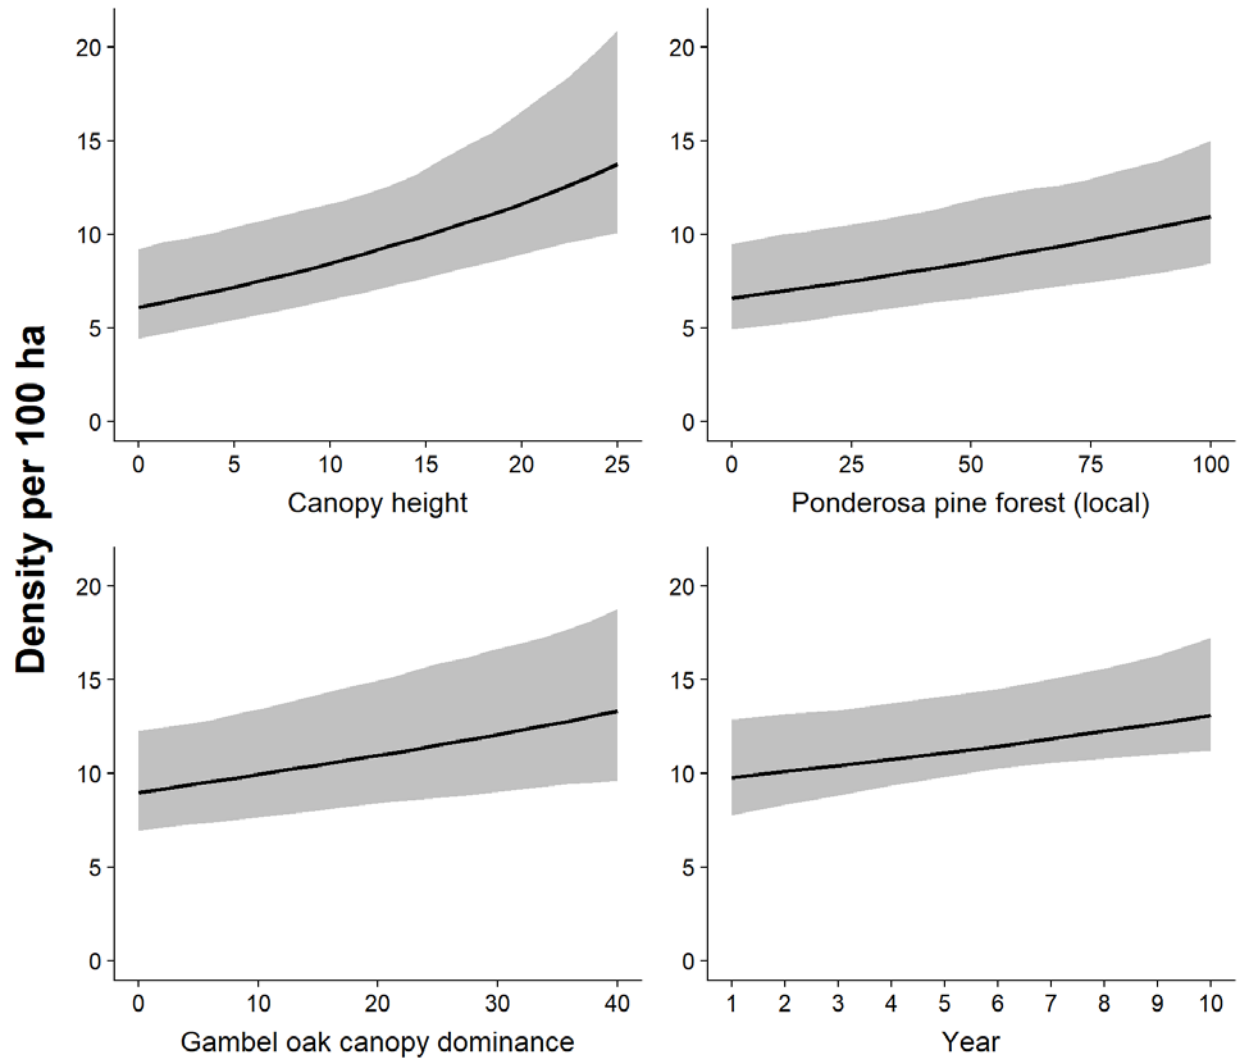 Density per 100 ha
20
15
10
5
0
0 5 10 15 20 25
Canopy height
20
15
10
5
0
0 25 50 75 100
Ponderosa pine forest (local)
20
15
10
5
0
0 10 20 30 40
Gambel oak canopy dominance
20
15
10
5
0
1 2 3 4 5 6 7 8 9 10
Year